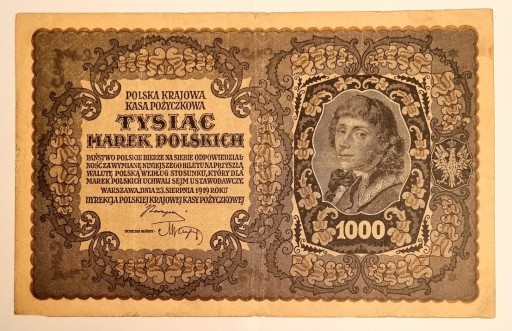 POLSKA KRAJOWA
KASA POŻYCZKOWA
TYSIĄC
MAREK POLSKICH
PAŃSTWO POLSKIE BIERZE NA SIEBIE ODPOWIEDZIAL-
NOŚĆ ZA WYMIANĘ NINIEJSZEGO BILETU NA PRZYSZŁĄ
WALUTĘ POLSKĄ WEDŁUG STOSUNKU, KTÓRY DLA
MAREK POLSKICH UCHWALI SEJM USTAWODAWCZY.
WARSZAWA, DNIA 23. SIERPNIA 1919 ROKU
DYREKCJA POLSKIEJ KRAJOWEJ KASY POŻYCZKOWEJ
1000